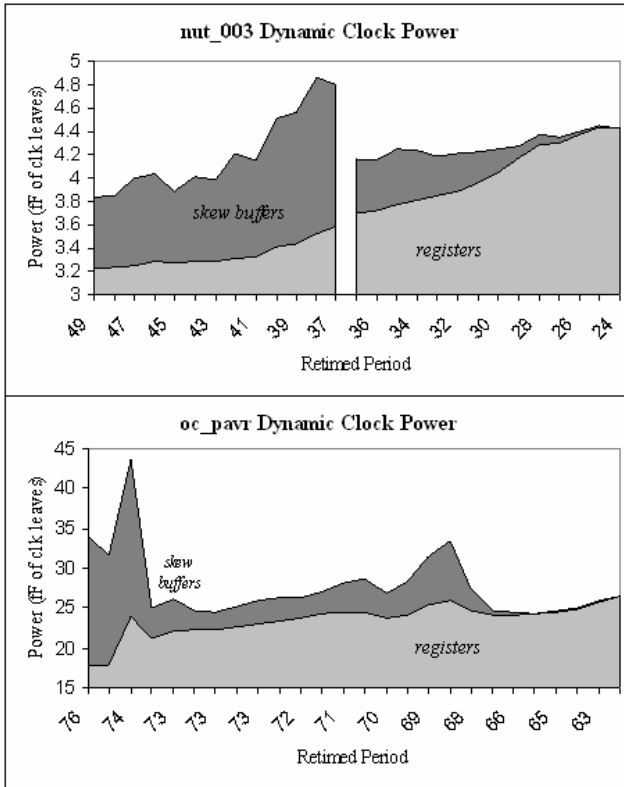 nut_003 Dynamic Clock Power
Power (fF of clk leaves)
5
4.8
4.6
4.4
4.2
4
3.8
3.6
3.4
3.2
3
skew buffers
registers
49 47 45 43 41 39 37 36 34 32 30 28 26 24
Retimed Period
oc_pavr Dynamic Clock Power
Power (fF of clk leaves)
45
40
35
30
25
20
15
skew
buffers
registers
76 74 73 73 73 72 71 70 69 68 66 65 63
Retimed Period